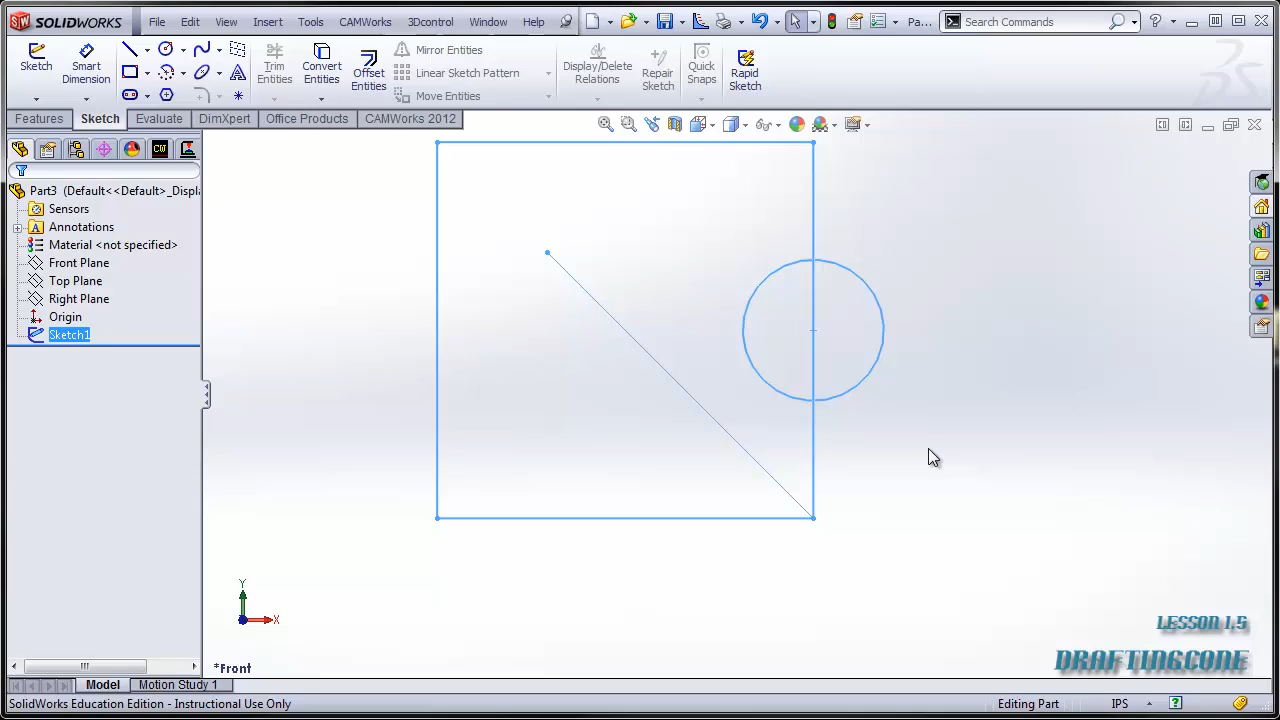 SOLIDWORKS File Edit View Insert Tools CAMWorks 3Dcontrol Window Help Pa... Search Commands
Sketch Smart Dimension Trim Entities Convert Entities Offset Entities Mirror Entities Linear Sketch Pattern Move Entities Display/Delete Relations Repair Sketch Quick Snaps Rapid Sketch
Features Sketch Evaluate DimXpert Office Products CAMWorks 2012
CW
Part3 (Default<<Default>_Displa
Sensors
A Annotations
Material <not specified>
Front Plane
Top Plane
Right Plane
Origin
Sketch1
Y
X
*Front
LESSON 1.5
DRAFTINGCODE
Model Motion Study 1
SolidWorks Education Edition - Instructional Use Only Editing Part IPS